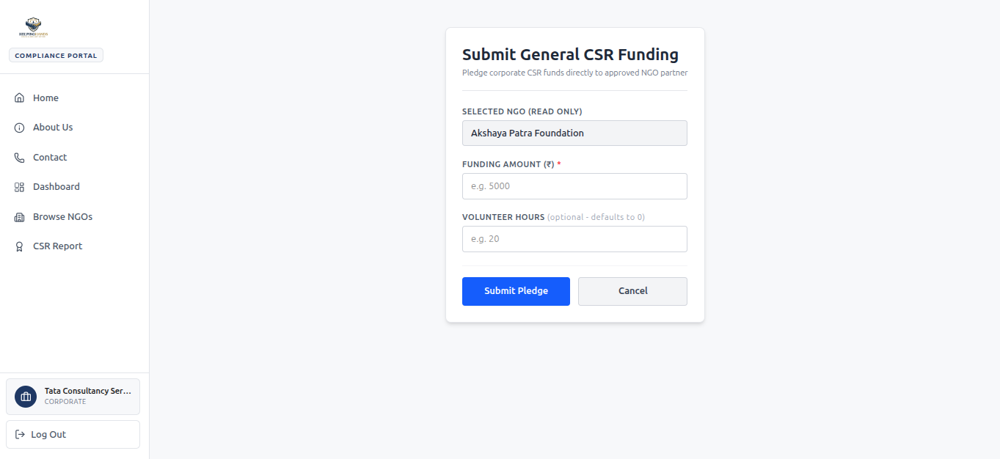 HELPINGHANDS
COMPLIANCE PORTAL
Home
About Us
Contact
Dashboard
Browse NGOs
CSR Report
Tata Consultancy Ser...
CORPORATE
Log Out
Submit General CSR Funding
Pledge corporate CSR funds directly to approved NGO partner
SELECTED NGO (READ ONLY)
Akshaya Patra Foundation
FUNDING AMOUNT (₹) *
e.g. 5000
VOLUNTEER HOURS (optional - defaults to 0)
e.g. 20
Submit Pledge Cancel